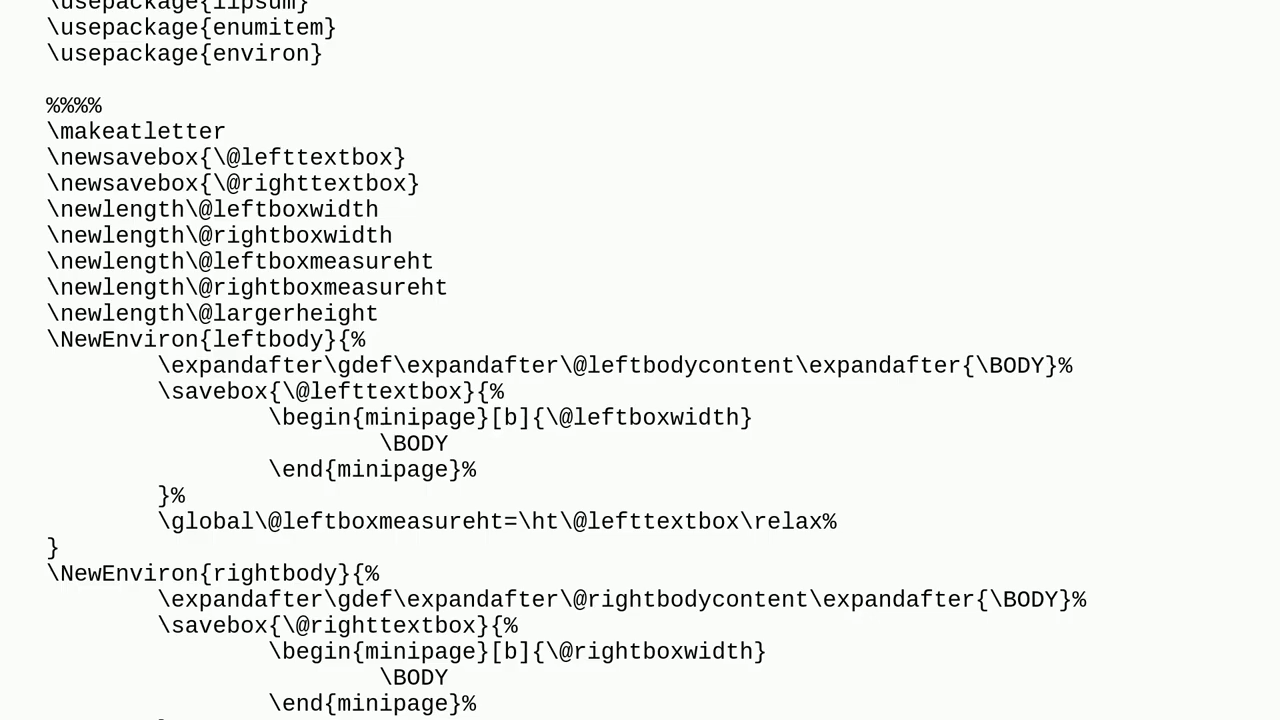 \usepackage{lipsum}
\usepackage{enumitem}
\usepackage{environ}
%%%%
\makeatletter
\newsavebox{\@lefttextbox}
\newsavebox{\@righttextbox}
\newlength\@leftboxwidth
\newlength\@rightboxwidth
\newlength\@leftboxmeasureht
\newlength\@rightboxmeasureht
\newlength\@largerheight
\NewEnviron{leftbody}{%
\expandafter\gdef\expandafter\@leftbodycontent\expandafter{\BODY}%
\savebox{\@lefttextbox}{%
\begin{minipage}[b]{\@leftboxwidth}
\BODY
\end{minipage}%
}%
\global\@leftboxmeasureht=\ht\@lefttextbox\relax%
}
\NewEnviron{rightbody}{%
\expandafter\gdef\expandafter\@rightbodycontent\expandafter{\BODY}%
\savebox{\@righttextbox}{%
\begin{minipage}[b]{\@rightboxwidth}
\BODY
\end{minipage}%